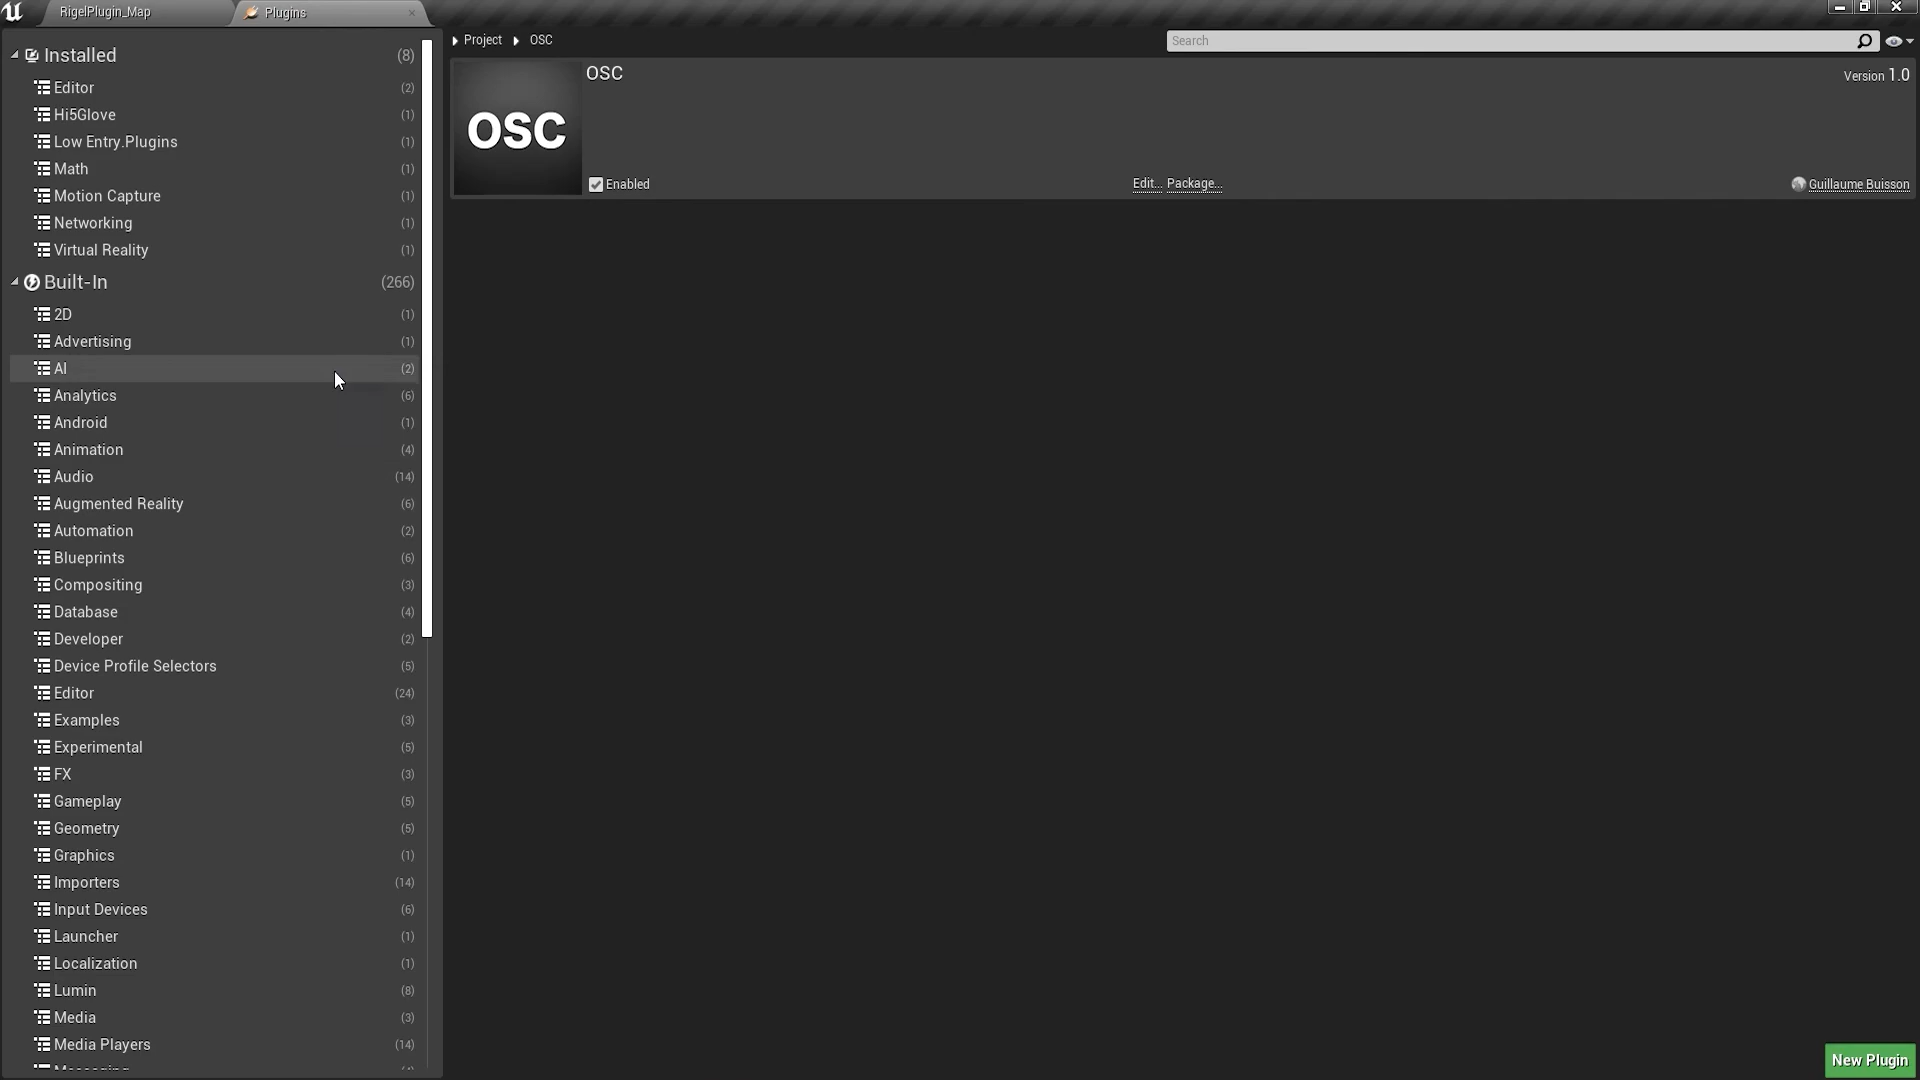 RigelPlugin_Map
Plugins
Installed (8)
Editor (2)
Hi5Glove (1)
Low Entry.Plugins (1)
Math (1)
Motion Capture (1)
Networking (1)
Virtual Reality (1)
Built-In (266)
2D (1)
Advertising (1)
AI (2)
Analytics (6)
Android (1)
Animation (4)
Audio (14)
Augmented Reality (6)
Automation (2)
Blueprints (6)
Compositing (3)
Database (4)
Developer (2)
Device Profile Selectors (5)
Editor (24)
Examples (3)
Experimental (5)
FX (3)
Gameplay (5)
Geometry (5)
Graphics (1)
Importers (14)
Input Devices (6)
Launcher (1)
Localization (1)
Lumin (8)
Media (3)
Media Players (14)
Project OSC
Search
OSC
OSC
Version 1.0
Enabled
Edit... Package...
Guillaume Buisson
New Plugin